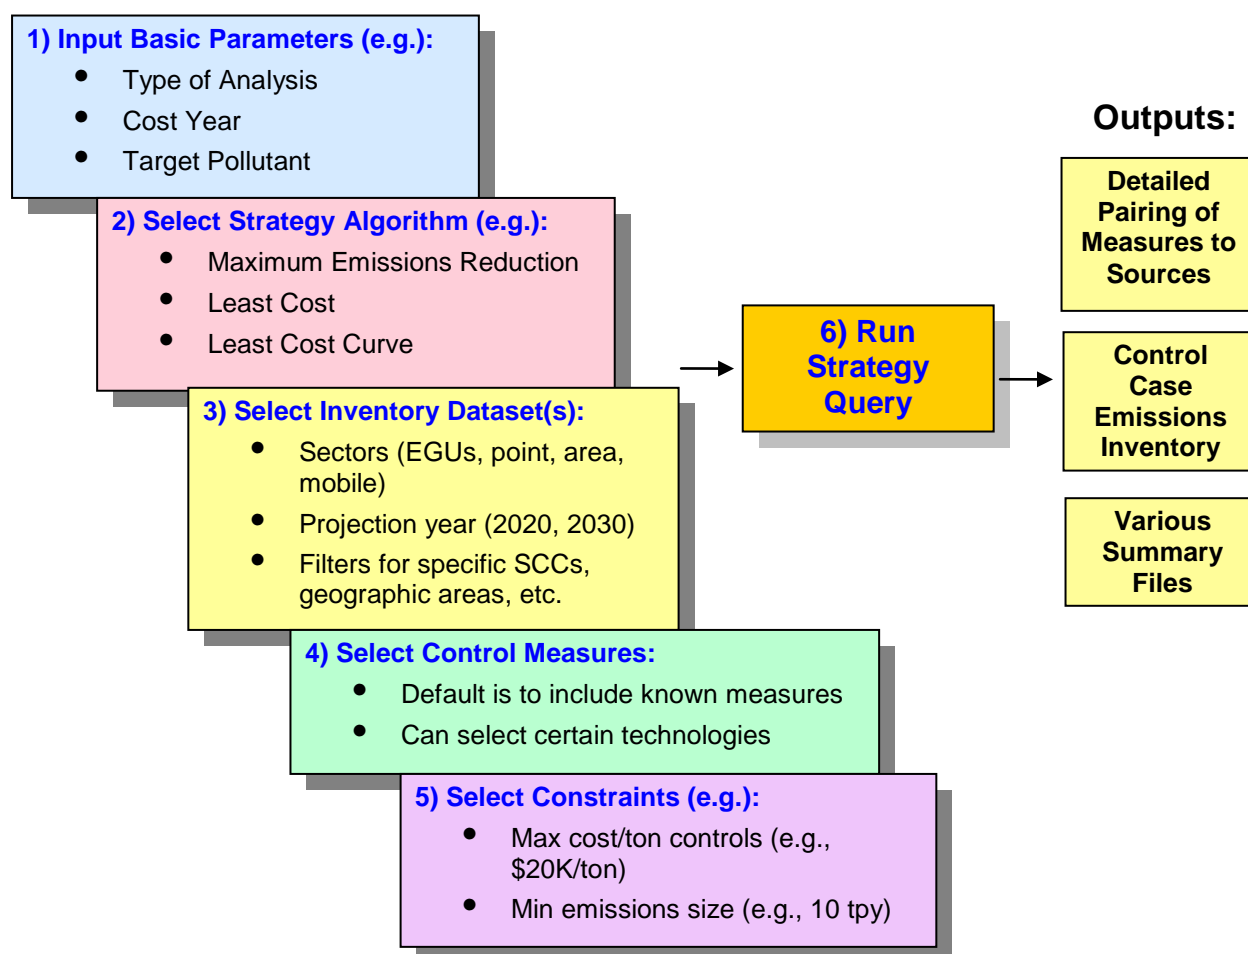 1) Input Basic Parameters (e.g.):
• Type of Analysis
• Cost Year
• Target Pollutant
2) Select Strategy Algorithm (e.g.):
• Maximum Emissions Reduction
• Least Cost
• Least Cost Curve
3) Select Inventory Dataset(s):
• Sectors (EGUs, point, area,
mobile)
• Projection year (2020, 2030)
• Filters for specific SCCs,
geographic areas, etc.
4) Select Control Measures:
• Default is to include known measures
• Can select certain technologies
5) Select Constraints (e.g.):
• Max cost/ton controls (e.g.,
$20K/ton)
• Min emissions size (e.g., 10 tpy)
6) Run
Strategy
Query
Outputs:
Detailed
Pairing of
Measures to
Sources
Control
Case
Emissions
Inventory
Various
Summary
Files